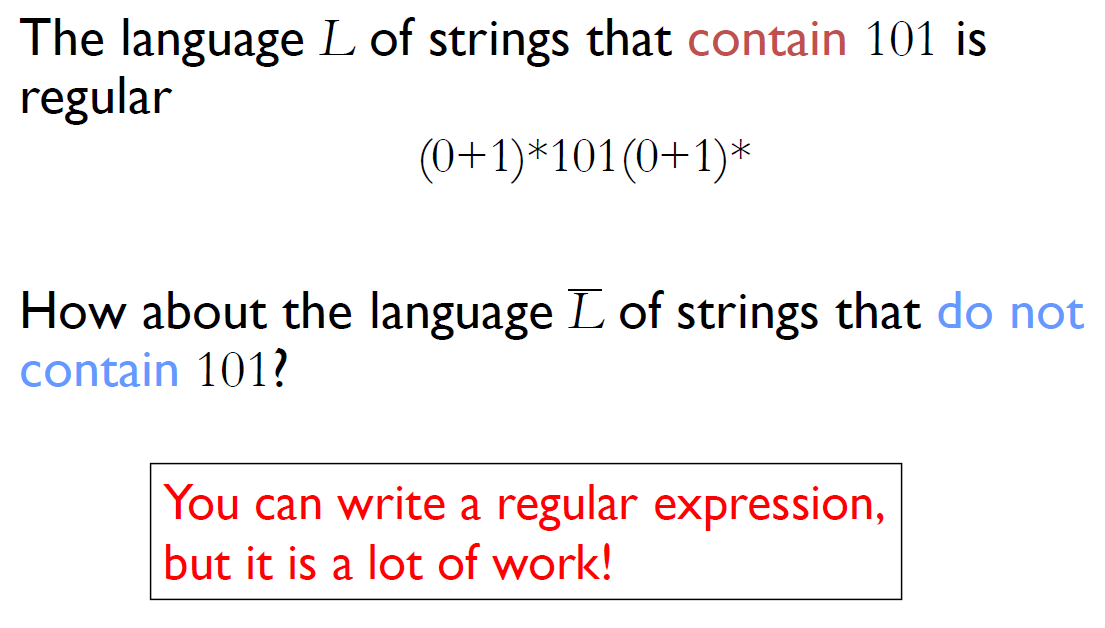 The language L of strings that contain 101 is
regular
(0+1)*101(0+1)*
How about the language L̅ of strings that do not
contain 101?
You can write a regular expression,
but it is a lot of work!